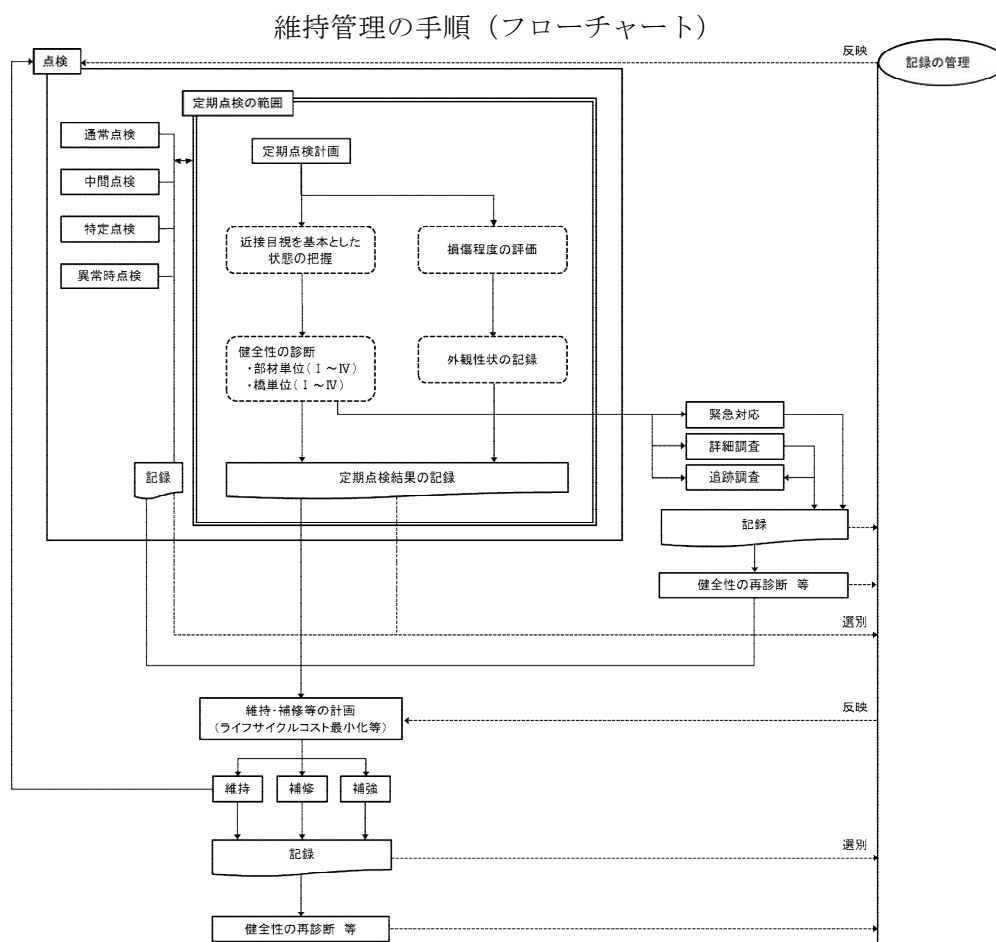 維持管理の手順（フローチャート）
点検
反映
記録の管理
定期点検の範囲
通常点検
定期点検計画
中間点検
特定点検
近接目視を基本とした
状態の把握
損傷程度の評価
異常時点検
健全性の診断
・部材単位(Ⅰ～Ⅳ)
・橋単位(Ⅰ～Ⅳ)
外観性状の記録
緊急対応
詳細調査
追跡調査
記録
定期点検結果の記録
記録
健全性の再診断 等
選別
維持・補修等の計画
(ライフサイクルコスト最小化等)
反映
維持
補修
補強
記録
選別
健全性の再診断 等